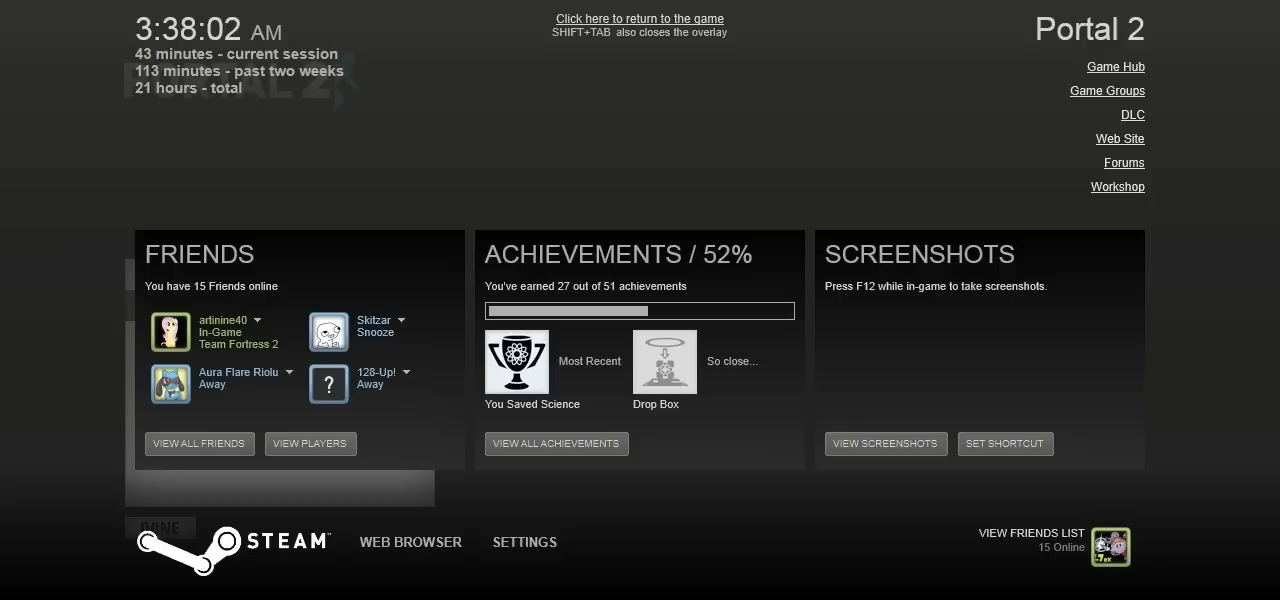 3:38:02 AM
43 minutes - current session
113 minutes - past two weeks
21 hours - total
PORTAL 2
Click here to return to the game
SHIFT+TAB also closes the overlay
Portal 2
Game Hub
Game Groups
DLC
Web Site
Forums
Workshop
FRIENDS
You have 15 Friends online
artinine40
In-Game
Team Fortress 2
Skitzar
Snooze
Aura Flare Riolu
Away
?
128-Up!
Away
VIEW ALL FRIENDS
VIEW PLAYERS
ACHIEVEMENTS / 52%
You've earned 27 out of 51 achievements
Most Recent
So close...
You Saved Science
Drop Box
VIEW ALL ACHIEVEMENTS
SCREENSHOTS
Press F12 while in-game to take screenshots.
VIEW SCREENSHOTS
SET SHORTCUT
DONE
STEAM™
WEB BROWSER
SETTINGS
VIEW FRIENDS LIST
15 Online